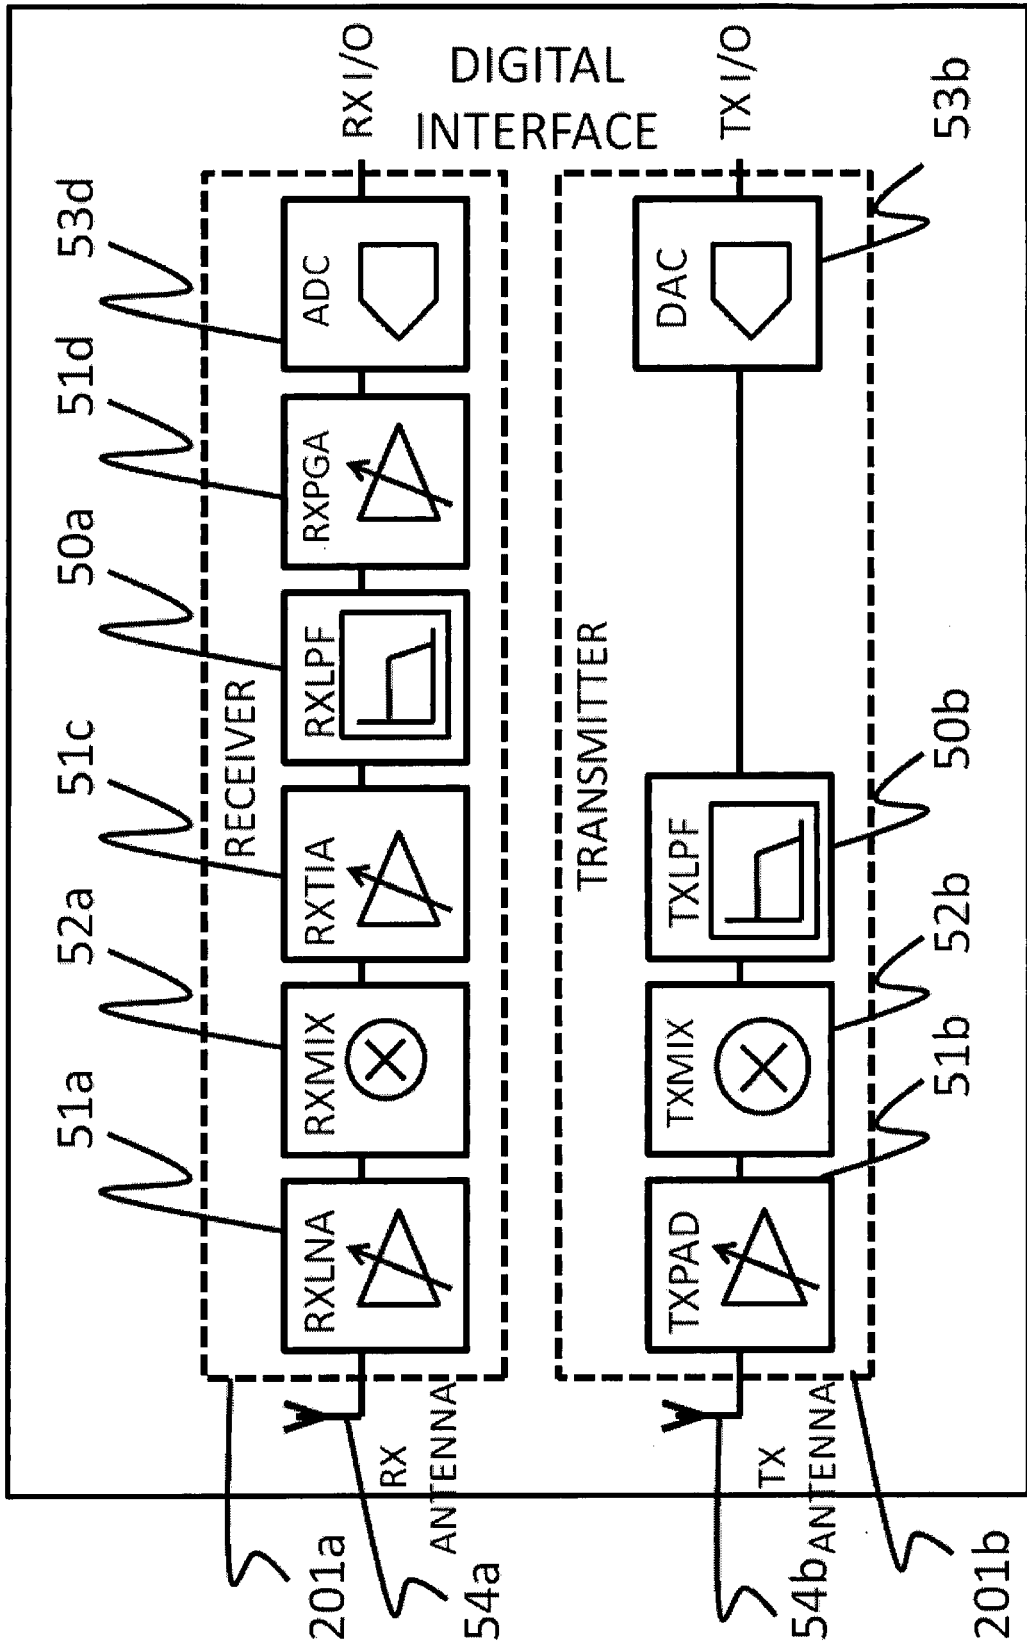 51a
52a
51c
50a
51d
53d
201a
RECEIVER
RXLNA
RXMIX
RXTIA
RXLPF
RXPGA
ADC
RX I/O
54a
RX
ANTENNA
DIGITAL
INTERFACE
TRANSMITTER
TXPAD
TXMIX
TXLPF
DAC
TX I/O
54b
TX
ANTENNA
201b
51b
52b
50b
53b